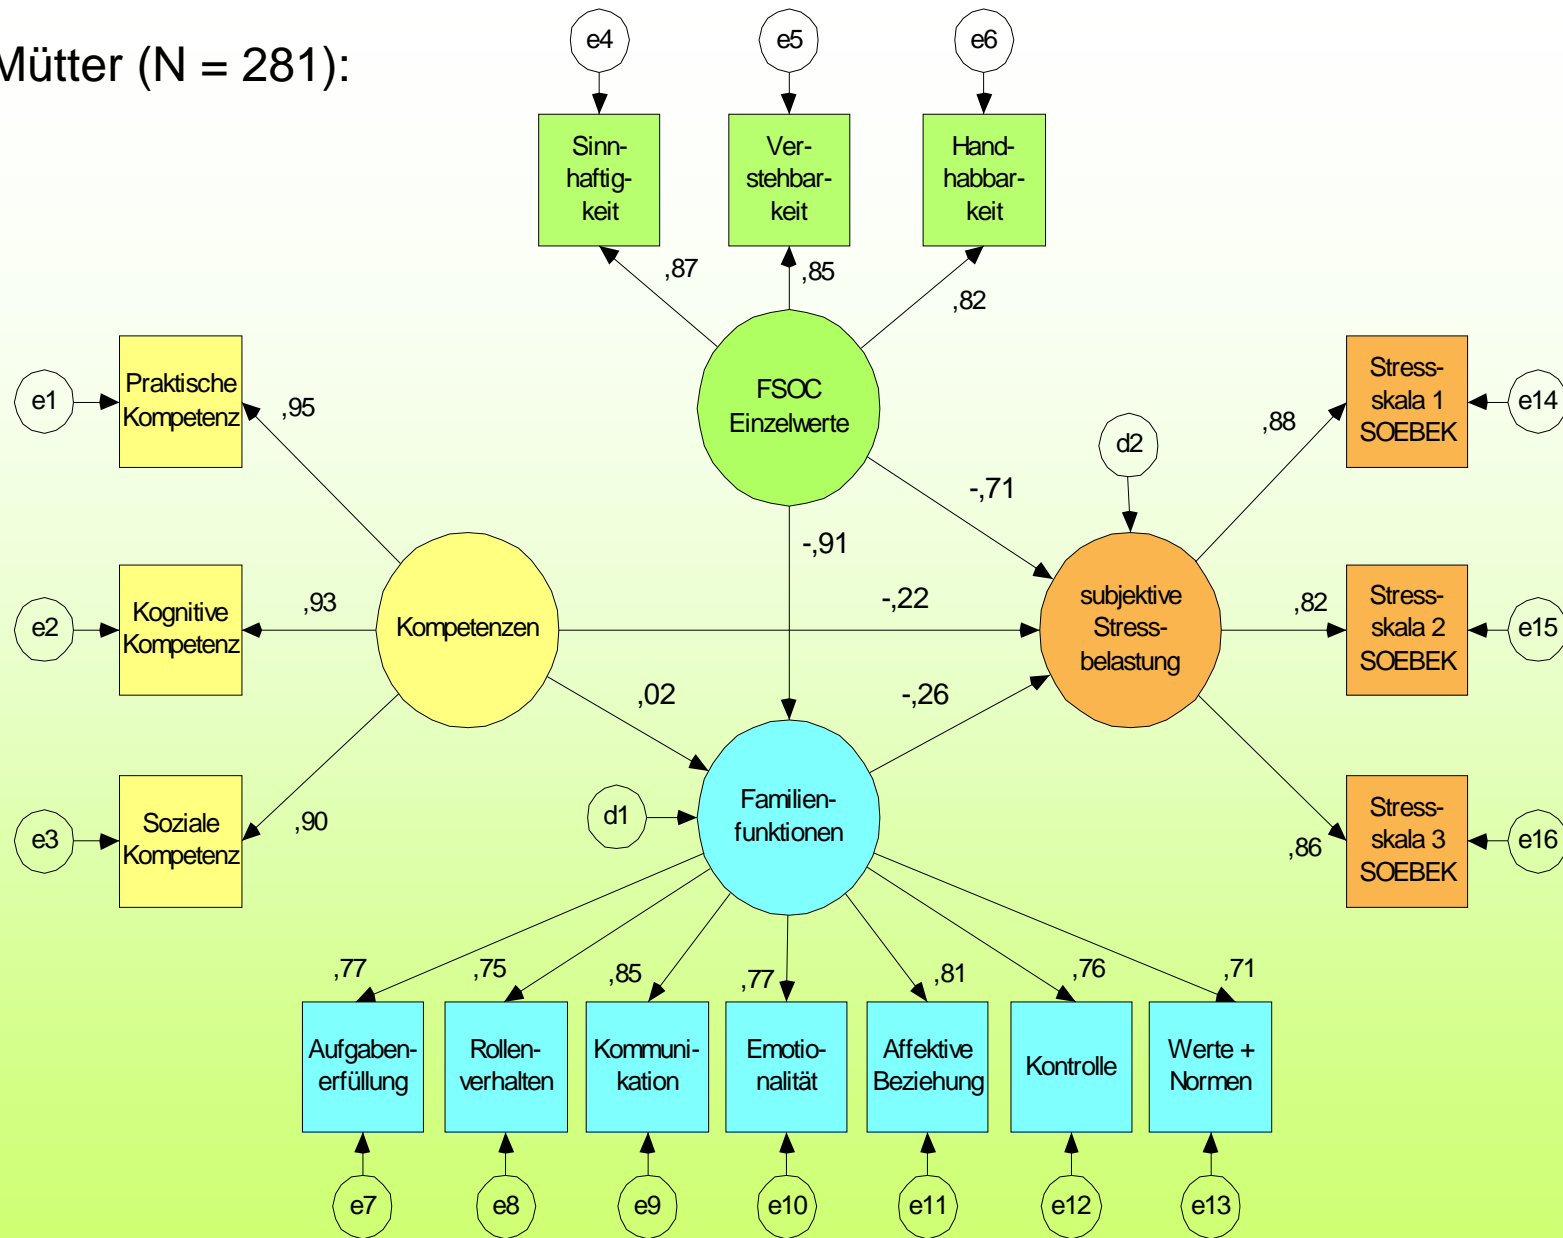 Mütter (N = 281):
e4
e5
e6
Sinn-
haftig-
keit
Ver-
stehbar-
keit
Hand-
habbar-
keit
,87
,85
,82
FSOC
Einzelwerte
e1
Praktische
Kompetenz
,95
e2
Kognitive
Kompetenz
,93
e3
Soziale
Kompetenz
,90
Kompetenzen
-,71
-,91
-,22
,02
-,26
d2
subjektive
Stress-
belastung
,88
Stress-
skala 1
SOEBEK
e14
,82
Stress-
skala 2
SOEBEK
e15
,86
Stress-
skala 3
SOEBEK
e16
d1
Familien-
funktionen
,77
,75
,85
,77
,81
,76
,71
Aufgaben-
erfüllung
Rollen-
verhalten
Kommuni-
kation
Emotio-
nalität
Affektive
Beziehung
Kontrolle
Werte +
Normen
e7
e8
e9
e10
e11
e12
e13